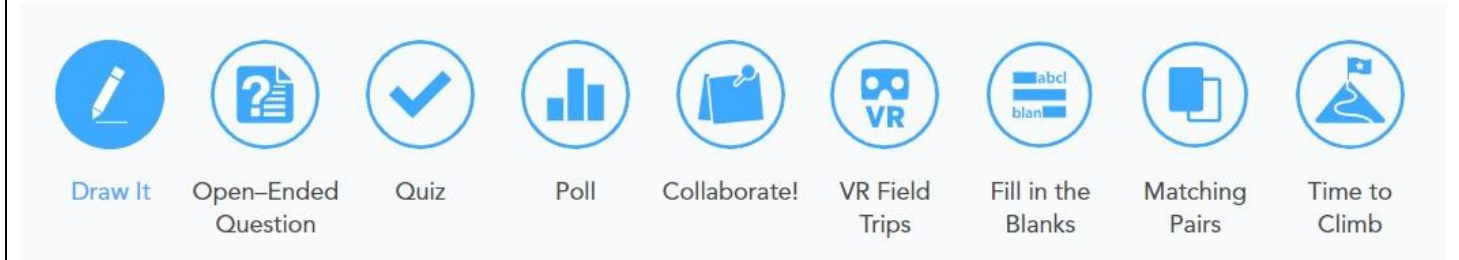 ?
VR
abcl
blan
Draw It
Open–Ended
Question
Quiz
Poll
Collaborate!
VR Field
Trips
Fill in the
Blanks
Matching
Pairs
Time to
Climb